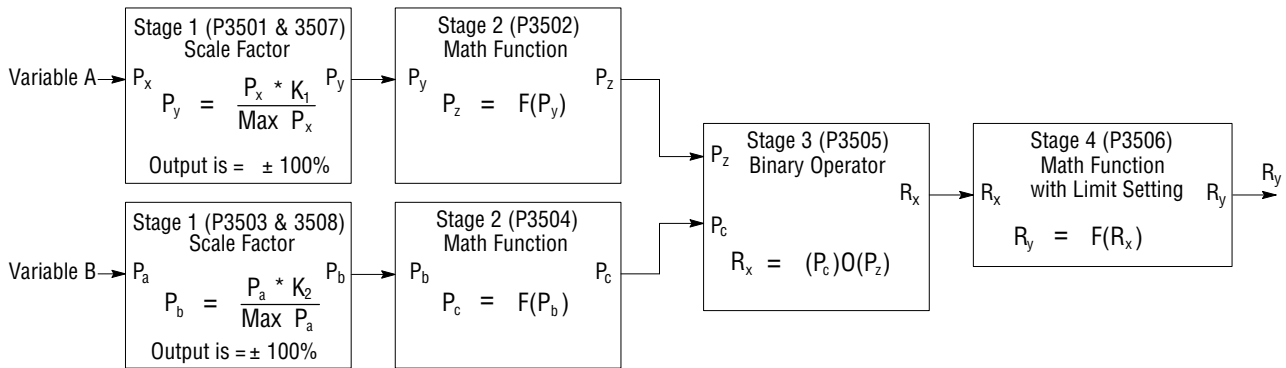 Stage 1 (P3501 & 3507)
Scale Factor
Variable A
Px
Py
Py = Px * K1
Max Px
Output is = ± 100%
Stage 2 (P3502)
Math Function
Py
Pz
Pz = F(Py)
Stage 1 (P3503 & 3508)
Scale Factor
Variable B
Pa
Pb
Pb = Pa * K2
Max Pa
Output is = ± 100%
Stage 2 (P3504)
Math Function
Pb
Pc
Pc = F(Pb)
Stage 3 (P3505)
Binary Operator
Pz
Pc
Rx
Rx = (Pc)O(Pz)
Stage 4 (P3506)
Math Function
with Limit Setting
Rx
Ry
Ry = F(Rx)
Ry